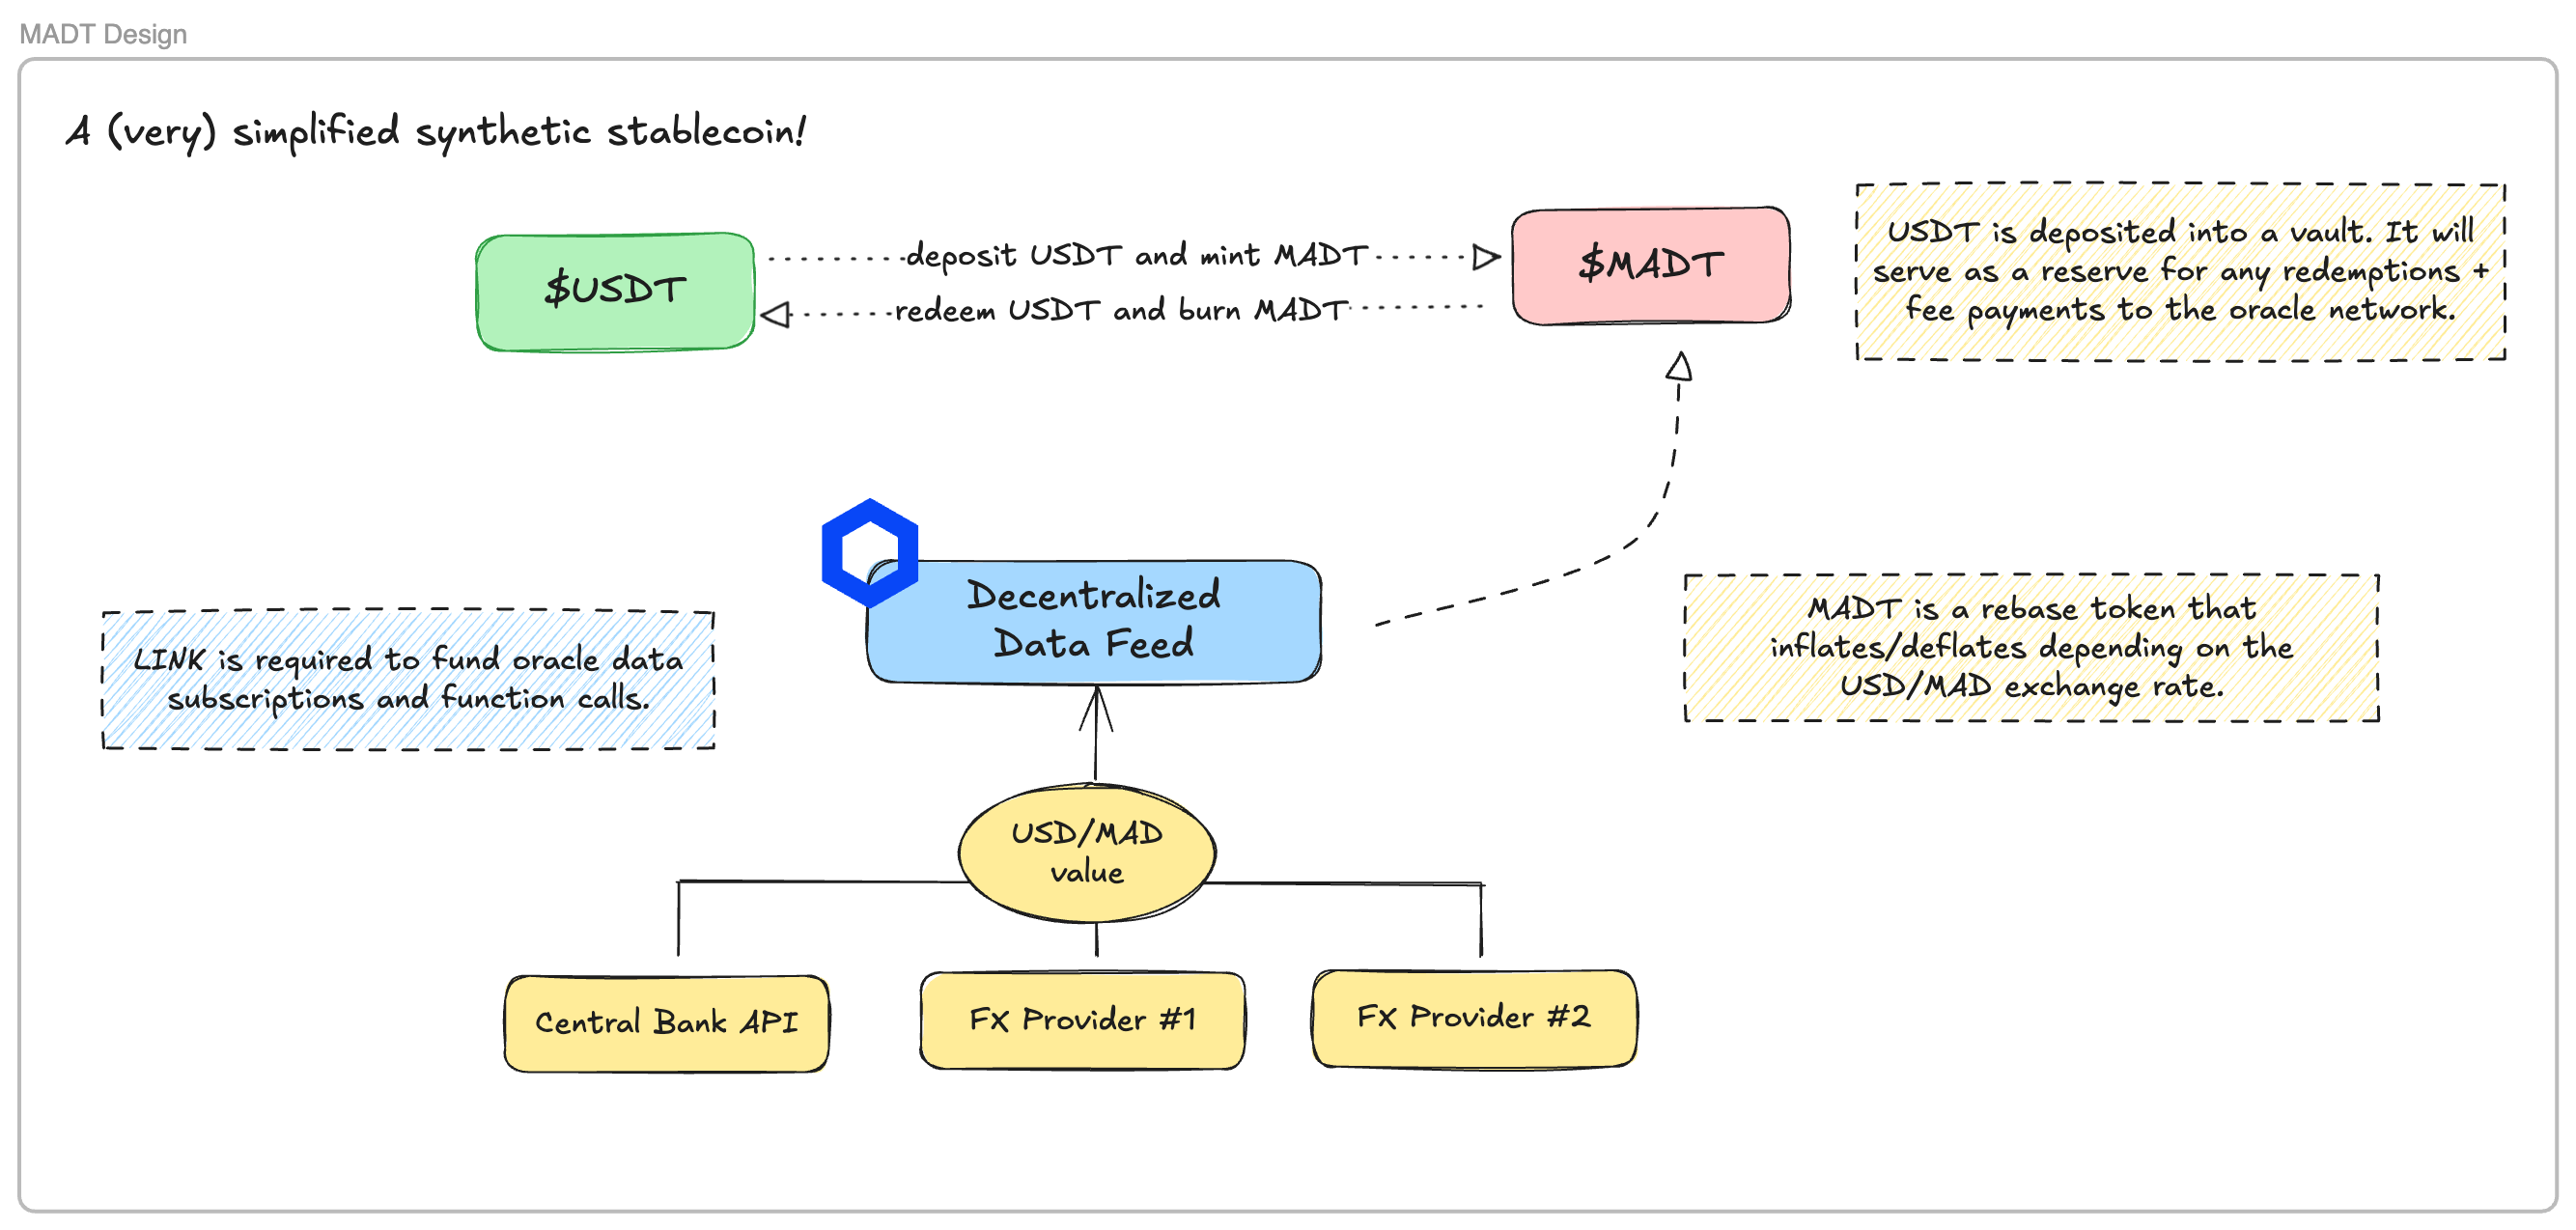 MADT Design
A (very) simplified synthetic stablecoin!
$USDT
deposit USDT and mint MADT
redeem USDT and burn MADT
$MADT
USDT is deposited into a vault. It will
serve as a reserve for any redemptions +
fee payments to the oracle network.
Decentralized
Data Feed
LINK is required to fund oracle data
subscriptions and function calls.
MADT is a rebase token that
inflates/deflates depending on the
USD/MAD exchange rate.
USD/MAD
value
Central Bank API
FX Provider #1
FX Provider #2